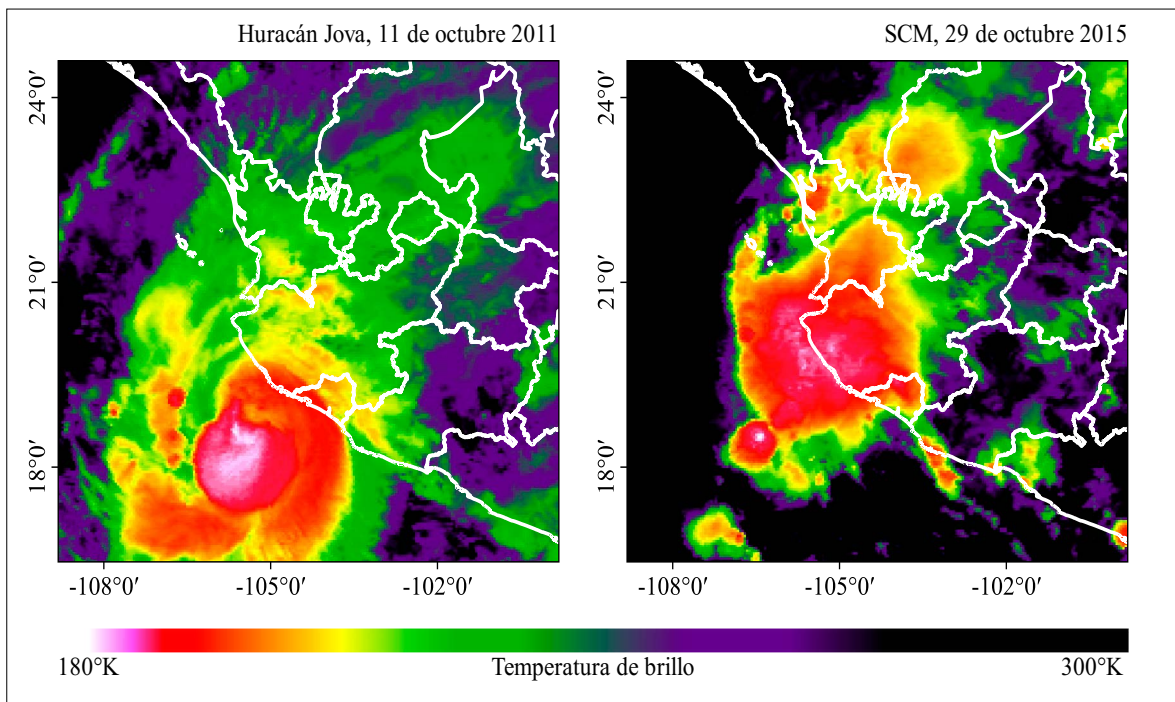 Huracán Jova, 11 de octubre 2011
SCM, 29 de octubre 2015
24°0′
21°0′
18°0′
-108°0′
-105°0′
-102°0′
24°0′
21°0′
18°0′
-108°0′
-105°0′
-102°0′
180°K
Temperatura de brillo
300°K